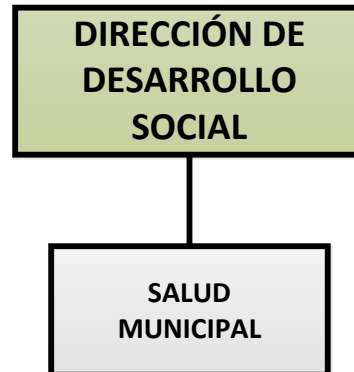 DIRECCIÓN DE
DESARROLLO
SOCIAL
SALUD
MUNICIPAL